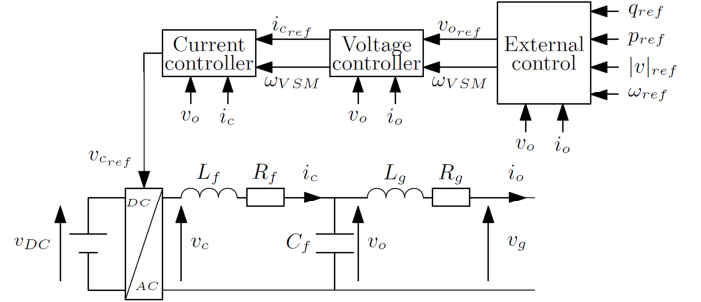 q_ref
i_c_ref
v_o_ref
p_ref
Current
controller
Voltage
controller
External
control
|v|_ref
ω_VSM
ω_VSM
ω_ref
v_o
i_c
v_o
i_o
v_o
i_o
v_c_ref
L_f
R_f
i_c
L_g
R_g
i_o
DC
v_DC
v_c
C_f
v_o
v_g
AC